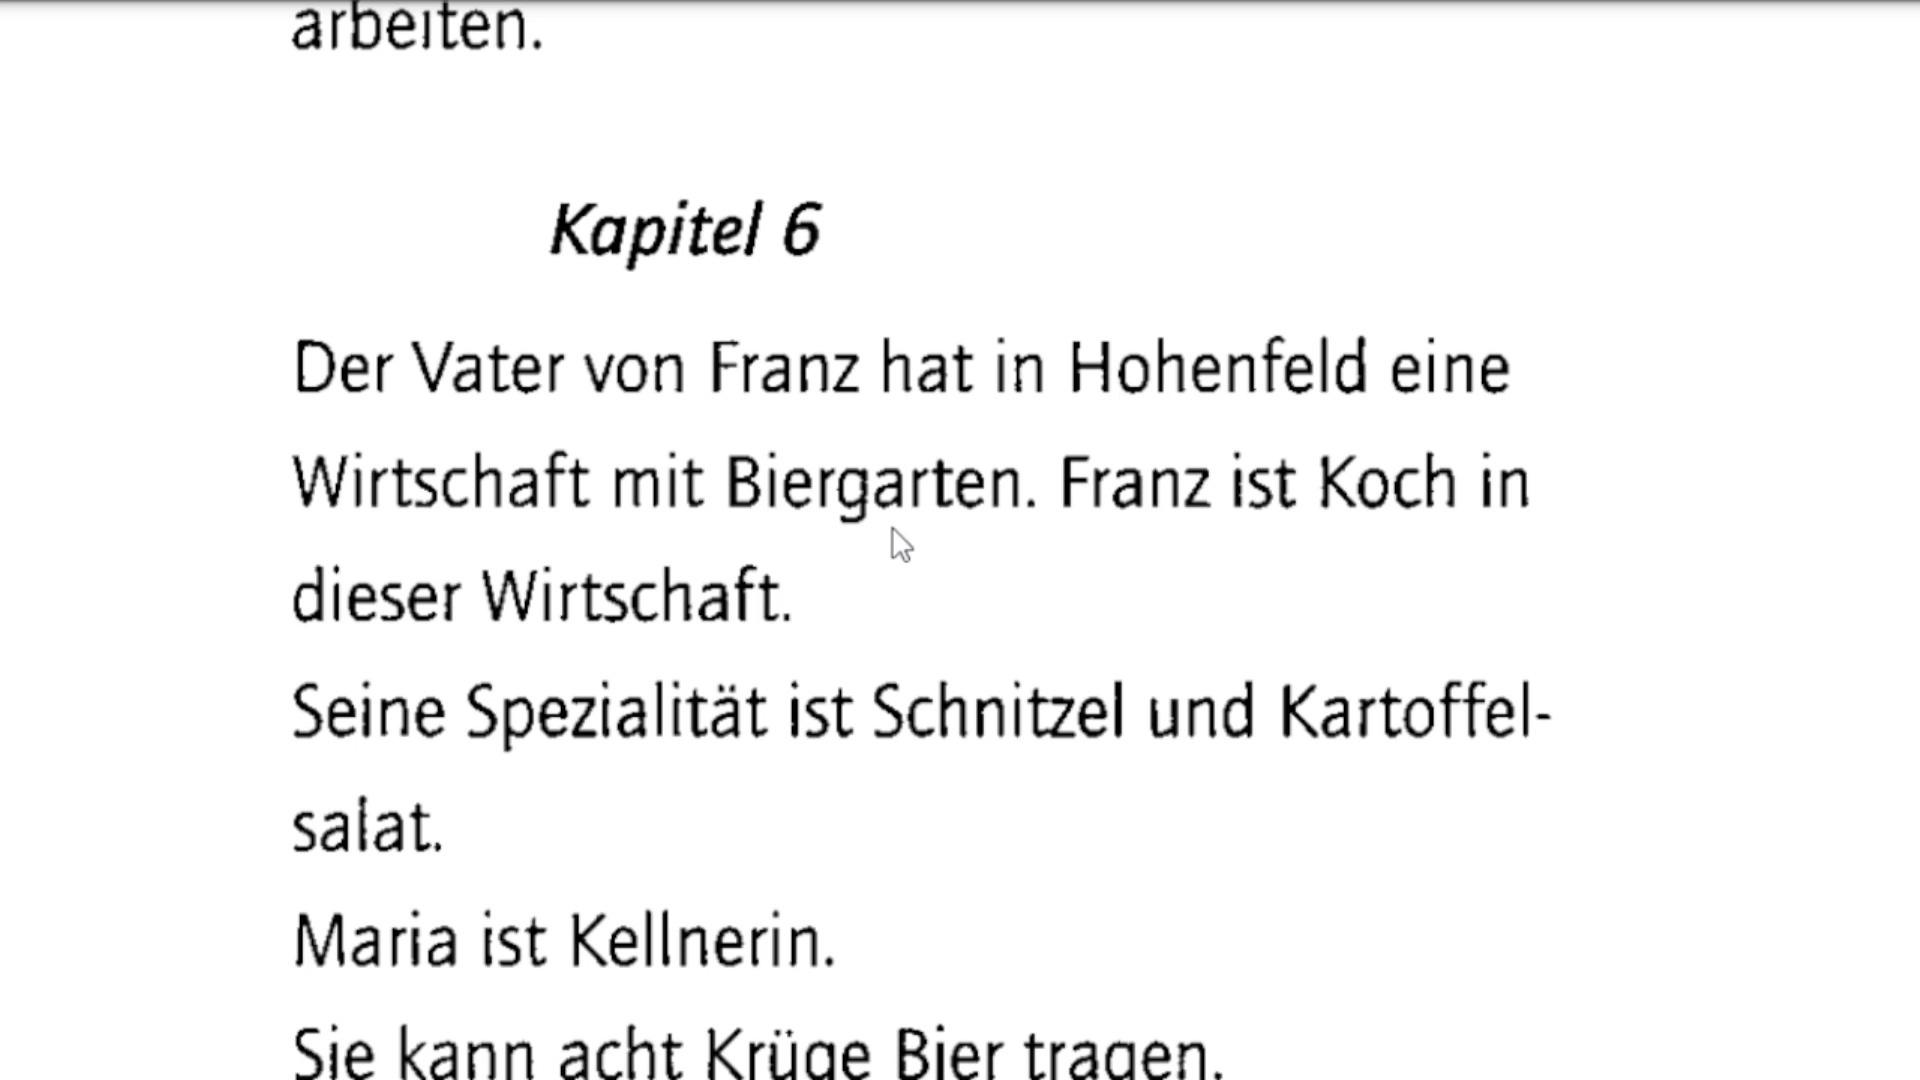 arbeiten.
Kapitel 6
Der Vater von Franz hat in Hohenfeld eine
Wirtschaft mit Biergarten. Franz ist Koch in
dieser Wirtschaft.
Seine Spezialität ist Schnitzel und Kartoffel-
salat.
Maria ist Kellnerin.
Sie kann acht Krüge Bier tragen.